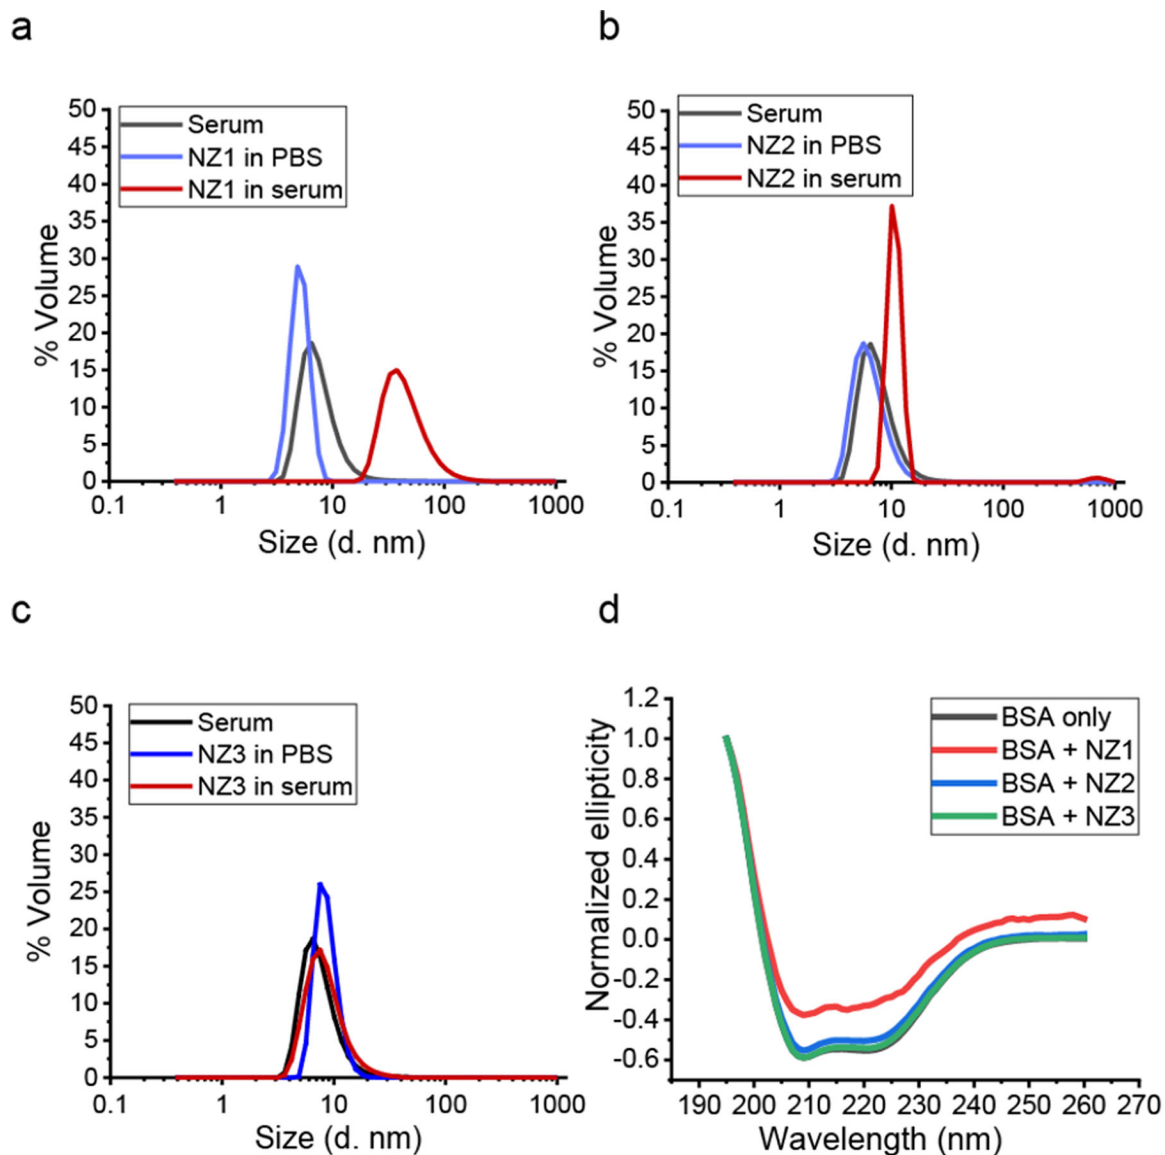 a
50
45
40
35
30
25
20
15
10
5
0
% Volume
Serum
NZ1 in PBS
NZ1 in serum
0.1 1 10 100 1000
Size (d. nm)
b
50
45
40
35
30
25
20
15
10
5
0
% Volume
Serum
NZ2 in PBS
NZ2 in serum
0.1 1 10 100 1000
Size (d. nm)
c
50
45
40
35
30
25
20
15
10
5
0
% Volume
Serum
NZ3 in PBS
NZ3 in serum
0.1 1 10 100 1000
Size (d. nm)
d
1.2
1.0
0.8
0.6
0.4
0.2
0.0
-0.2
-0.4
-0.6
Normalized ellipticity
BSA only
BSA + NZ1
BSA + NZ2
BSA + NZ3
190 200 210 220 230 240 250 260 270
Wavelength (nm)